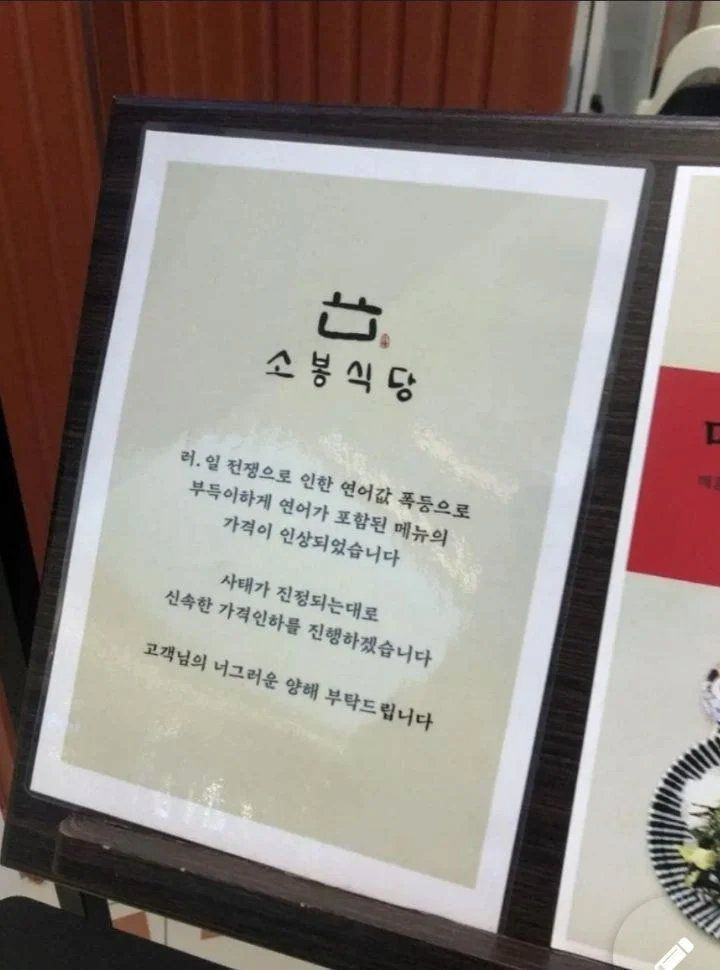 소봉식당
러.일 전쟁으로 인한 연어값 폭등으로
부득이하게 연어가 포함된 메뉴의
가격이 인상되었습니다
사태가 진정되는대로
신속한 가격인하를 진행하겠습니다
고객님의 너그러운 양해 부탁드립니다